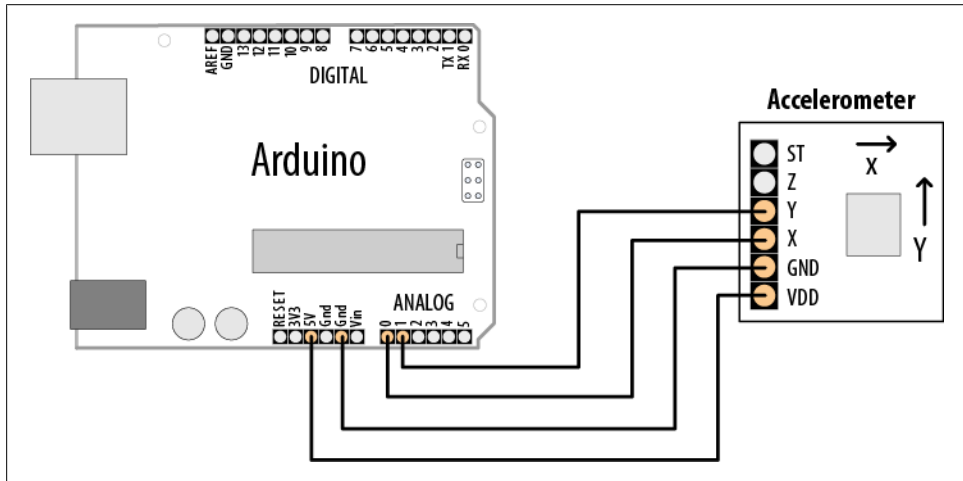 AREF
GND
13
12
11
10
9
8
7
6
5
4
3
2
TX 1
RX 0
DIGITAL
Arduino
ANALOG
RESET
3V3
5V
Gnd
Gnd
Vin
0
1
2
3
4
5
Accelerometer
ST
Z
Y
X
GND
VDD
X
Y